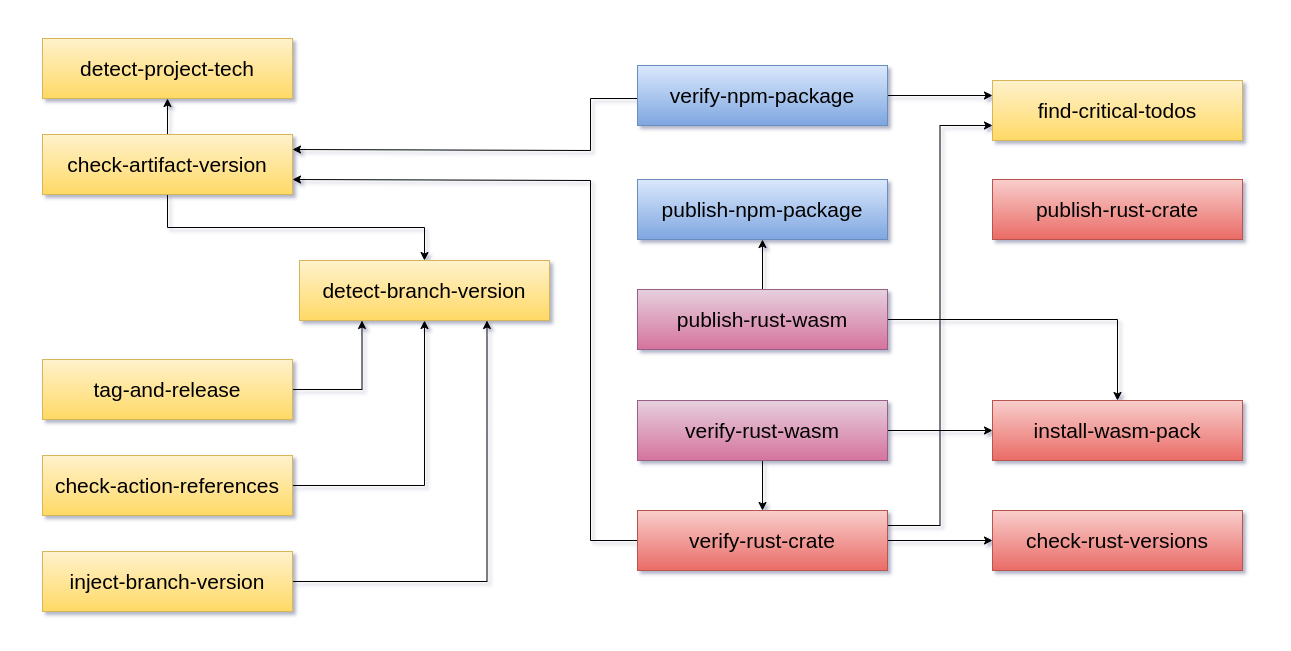 detect-project-tech
check-artifact-version
detect-branch-version
tag-and-release
check-action-references
inject-branch-version
verify-npm-package
publish-npm-package
publish-rust-wasm
verify-rust-wasm
verify-rust-crate
find-critical-todos
publish-rust-crate
install-wasm-pack
check-rust-versions